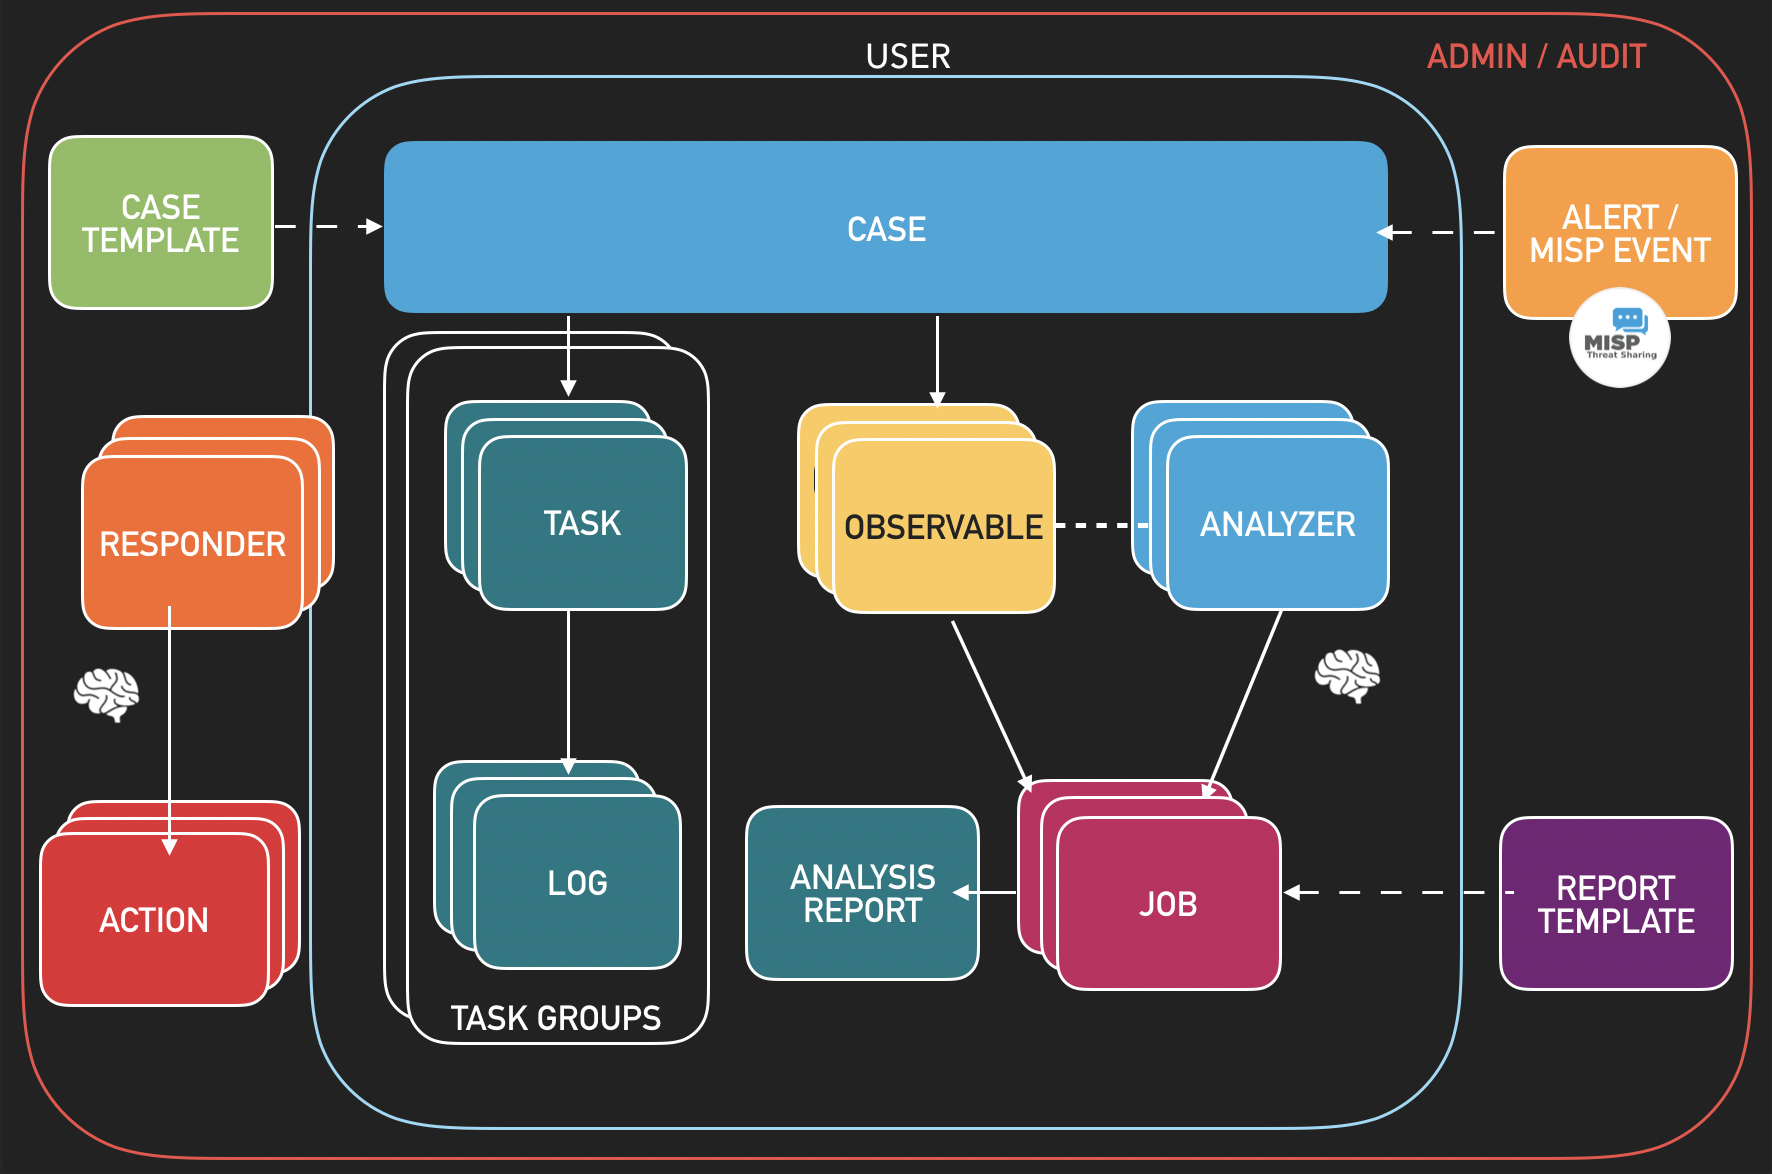 USER
ADMIN / AUDIT
CASE
TEMPLATE
CASE
ALERT /
MISP EVENT
MISP
Threat Sharing
RESPONDER
TASK
OBSERVABLE
ANALYZER
ACTION
LOG
ANALYSIS
REPORT
JOB
REPORT
TEMPLATE
TASK GROUPS